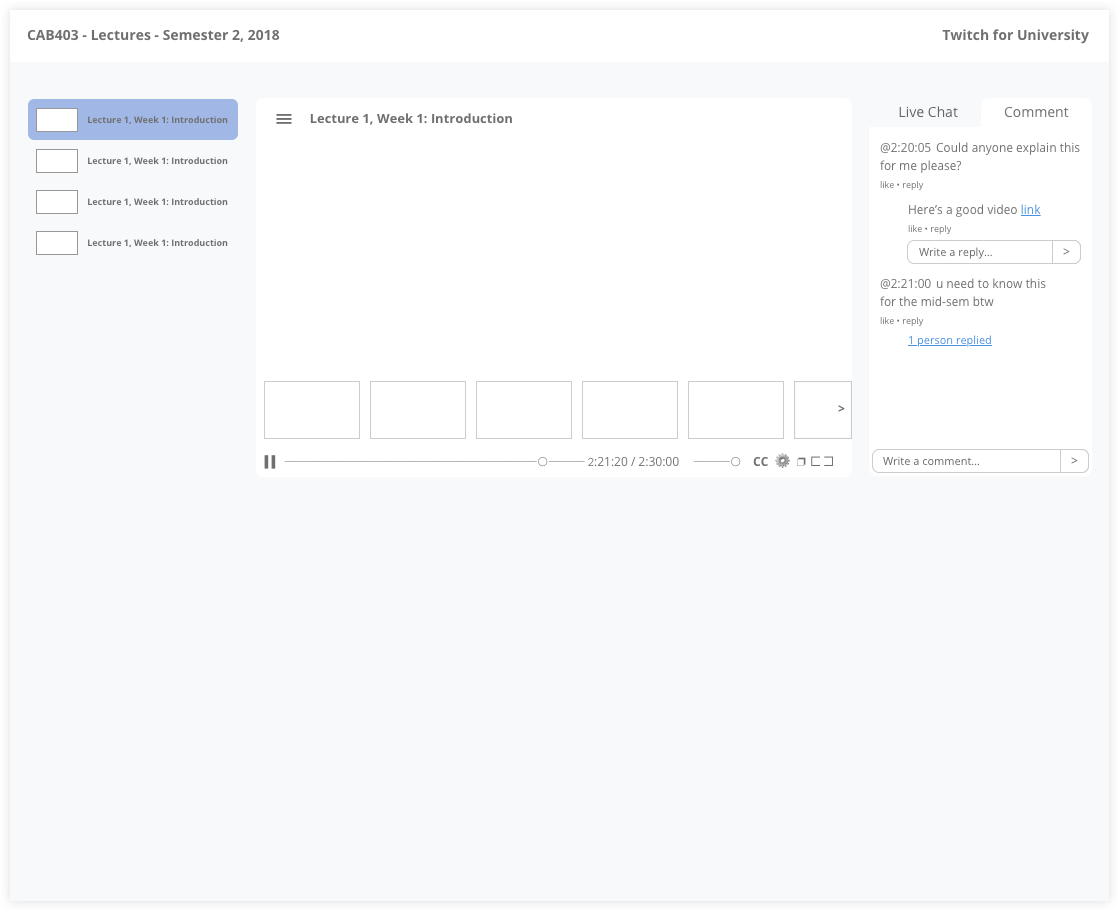 CAB403 - Lectures - Semester 2, 2018
Twitch for University
Lecture 1, Week 1: Introduction
Lecture 1, Week 1: Introduction
Lecture 1, Week 1: Introduction
Lecture 1, Week 1: Introduction
Lecture 1, Week 1: Introduction
>
2:21:20 / 2:30:00
CC
Live Chat
Comment
@2:20:05 Could anyone explain this
for me please?
like • reply
Here's a good video link
like • reply
Write a reply...
>
@2:21:00 u need to know this
for the mid-sem btw
like • reply
1 person replied
Write a comment...
>